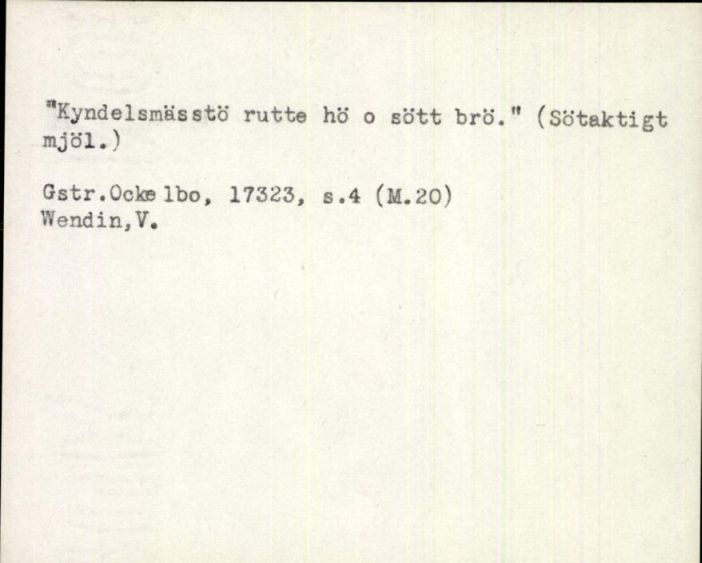 "Kyndelsmässtö rutte hö o sött brö." (Sötaktigt
mjöl.)
Gstr.Ockelbo, 17323, s.4 (M.20)
Wendin,V.